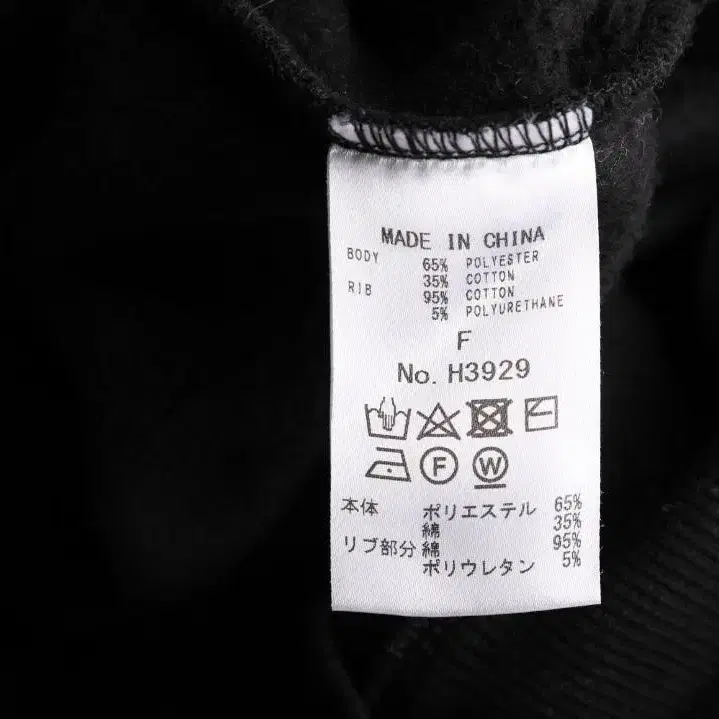 MADE IN CHINA
BODY 65% POLYESTER
35% COTTON
RIB 95% COTTON
5% POLYURETHANE
F
No. H3929
F W
本体 ポリエステル 65%
綿 35%
リブ部分 綿 95%
ポリウレタン 5%